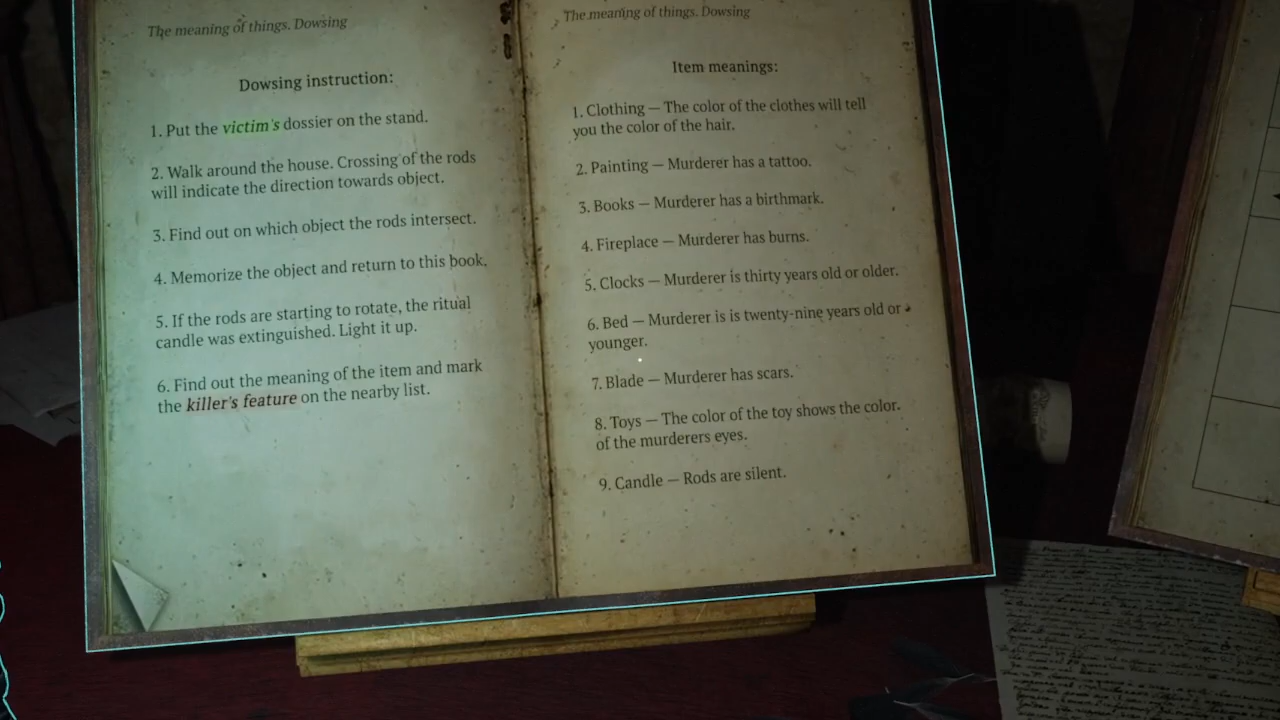 The meaning of things. Dowsing
Dowsing instruction:
1. Put the victim's dossier on the stand.
2. Walk around the house. Crossing of the rods
will indicate the direction towards object.
3. Find out on which object the rods intersect.
4. Memorize the object and return to this book.
5. If the rods are starting to rotate, the ritual
candle was extinguished. Light it up.
6. Find out the meaning of the item and mark
the killer's feature on the nearby list.
The meaning of things. Dowsing
Item meanings:
1. Clothing — The color of the clothes will tell
you the color of the hair.
2. Painting — Murderer has a tattoo.
3. Books — Murderer has a birthmark.
4. Fireplace — Murderer has burns.
5. Clocks — Murderer is thirty years old or older.
6. Bed — Murderer is is twenty-nine years old or
younger.
7. Blade — Murderer has scars.
8. Toys — The color of the toy shows the color.
of the murderers eyes.
9. Candle — Rods are silent.